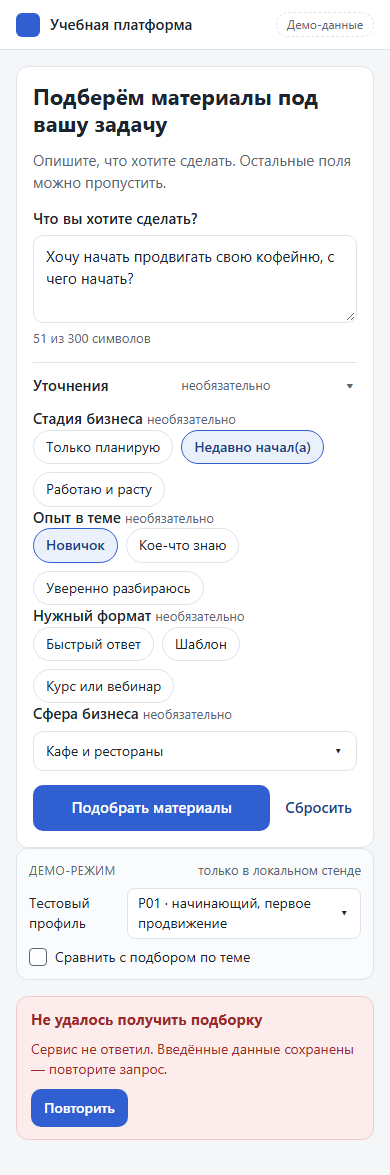 Учебная платформа
Демо-данные
Подберём материалы под
вашу задачу
Опишите, что хотите сделать. Остальные поля
можно пропустить.
Что вы хотите сделать?
Хочу начать продвигать свою кофейню, с
чего начать?
51 из 300 символов
Уточнения необязательно
Стадия бизнеса необязательно
Только планирую Недавно начал(а)
Работаю и расту
Опыт в теме необязательно
Новичок Кое-что знаю
Уверенно разбираюсь
Нужный формат необязательно
Быстрый ответ Шаблон
Курс или вебинар
Сфера бизнеса необязательно
Кафе и рестораны
Подобрать материалы Сбросить
ДЕМО-РЕЖИМ только в локальном стенде
Тестовый
профиль
P01 · начинающий, первое
продвижение
Сравнить с подбором по теме
Не удалось получить подборку
Сервис не ответил. Введённые данные сохранены
— повторите запрос.
Повторить